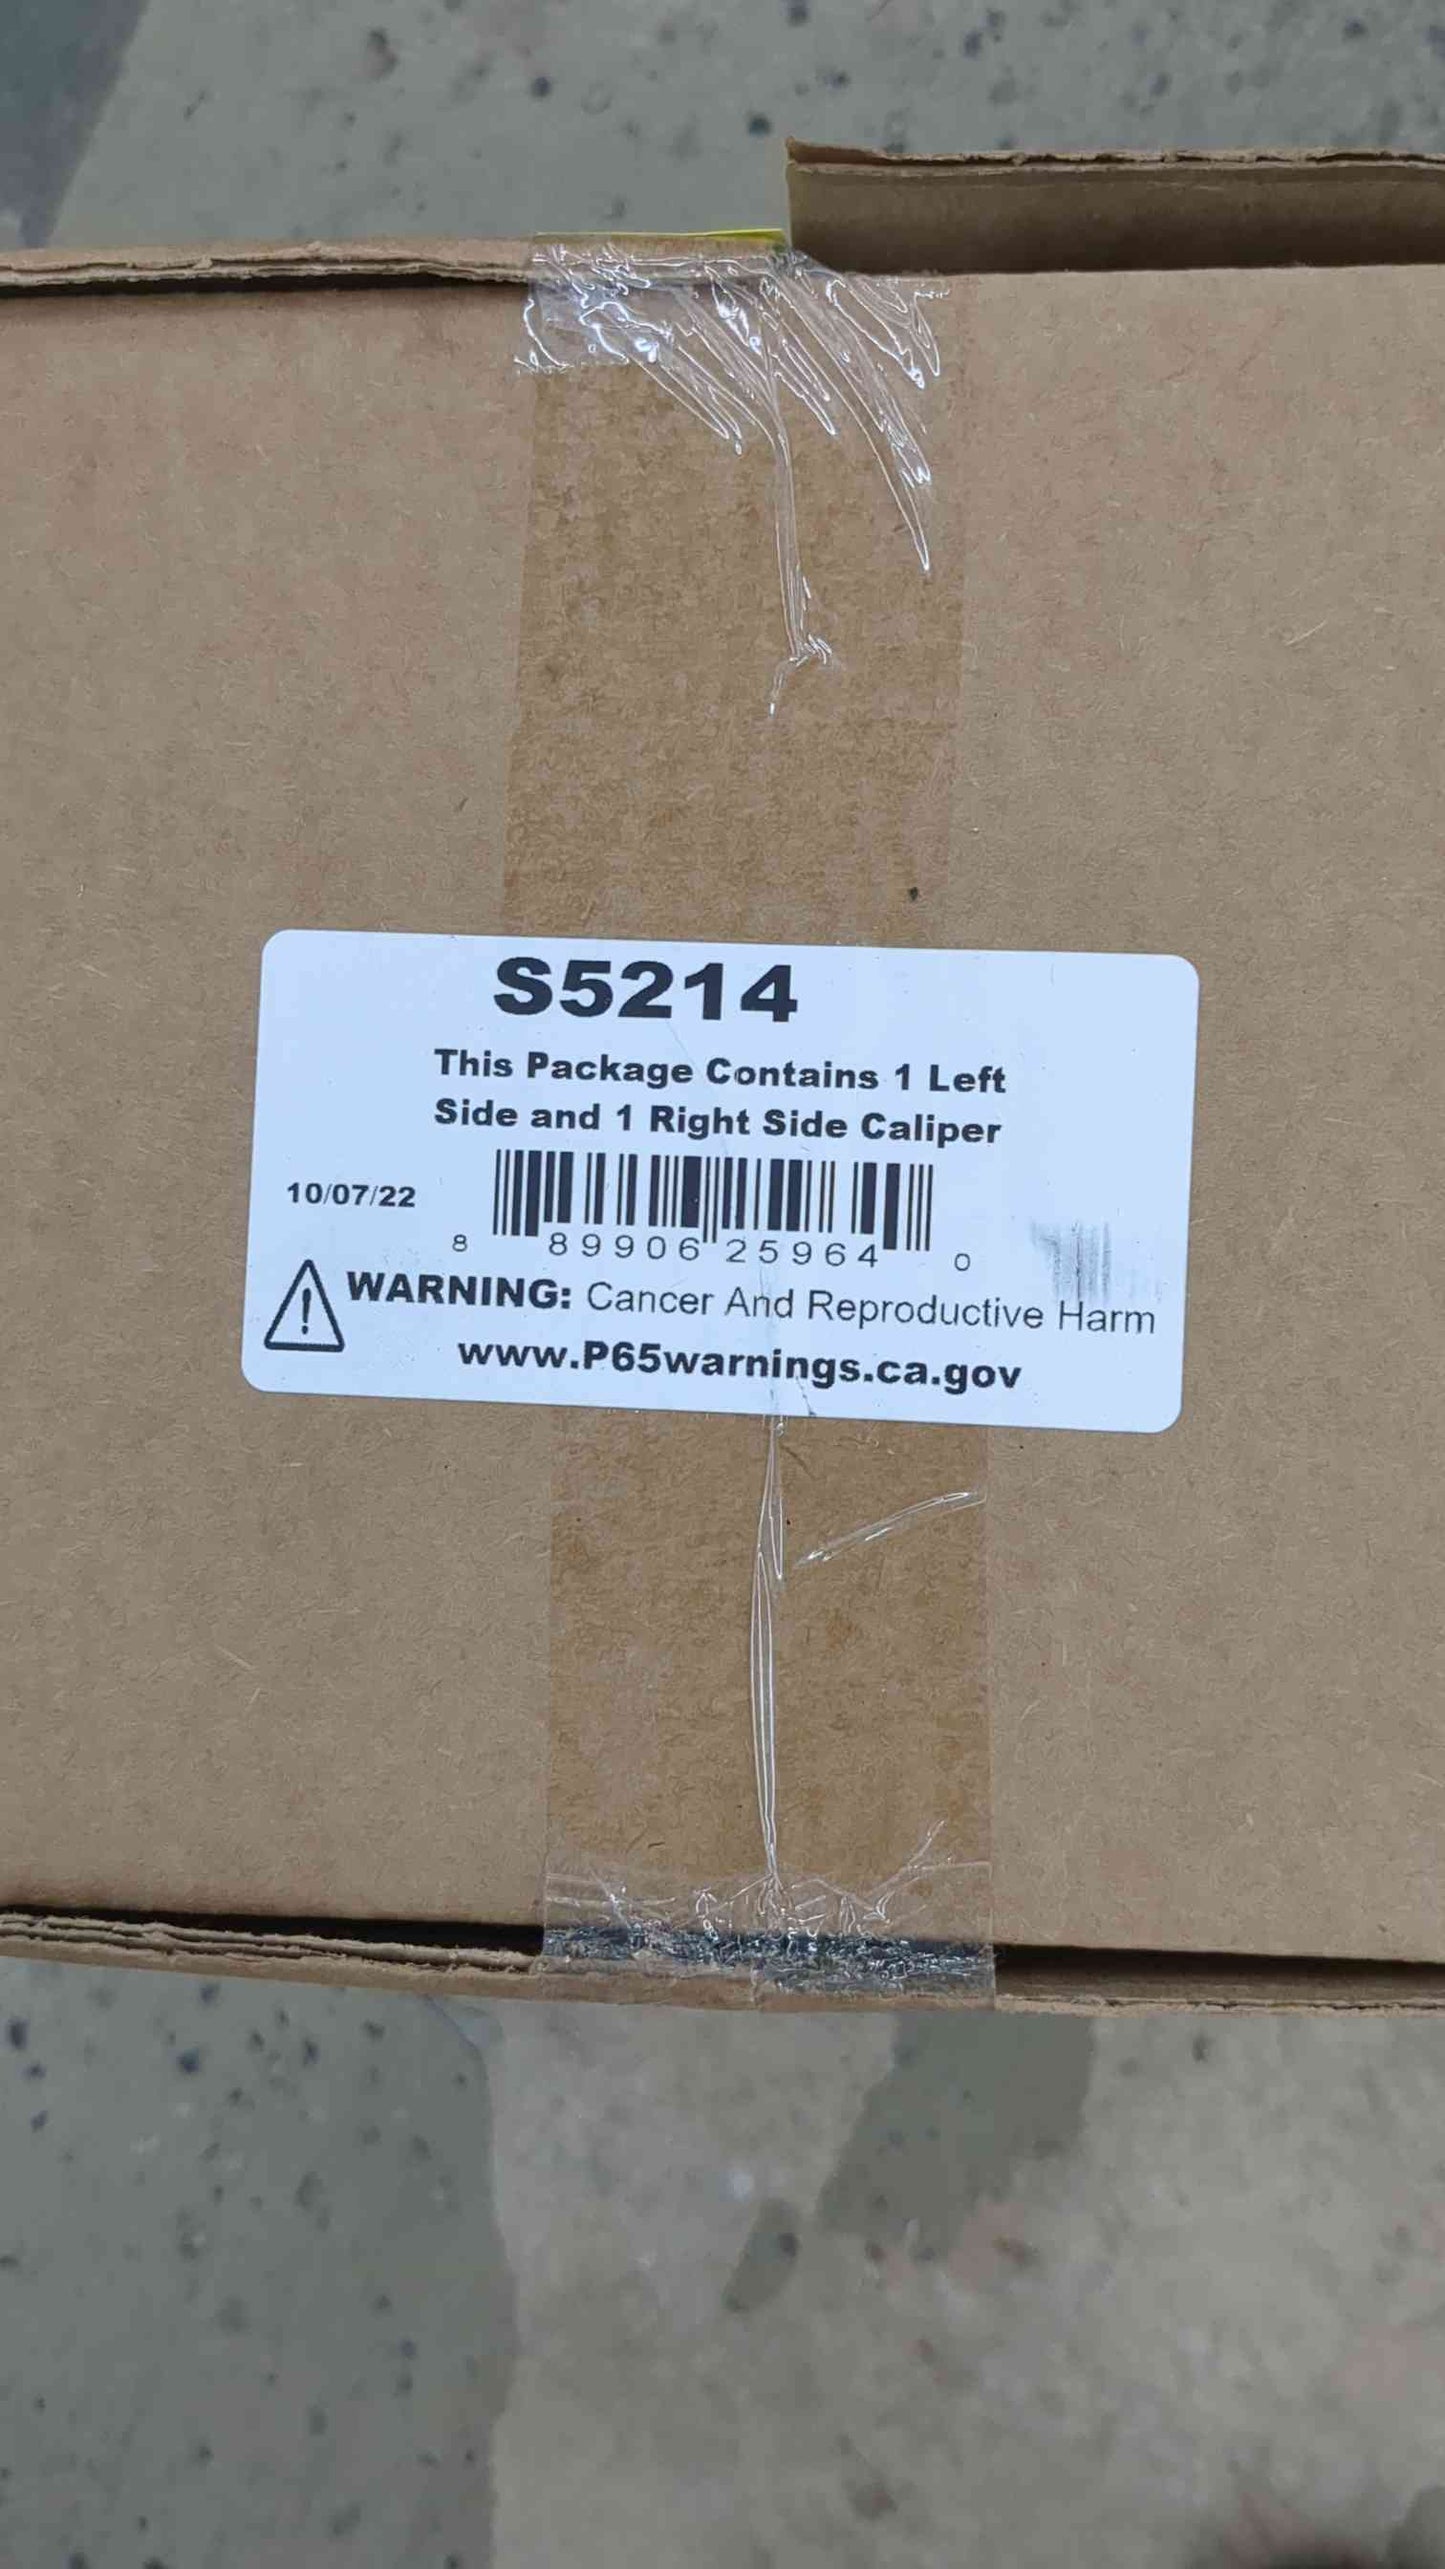 S5214
This Package Contains 1 Left
Side and 1 Right Side Caliper
10/07/22
8 89906 25964 0
WARNING: Cancer And Reproductive Harm
www.P65warnings.ca.gov